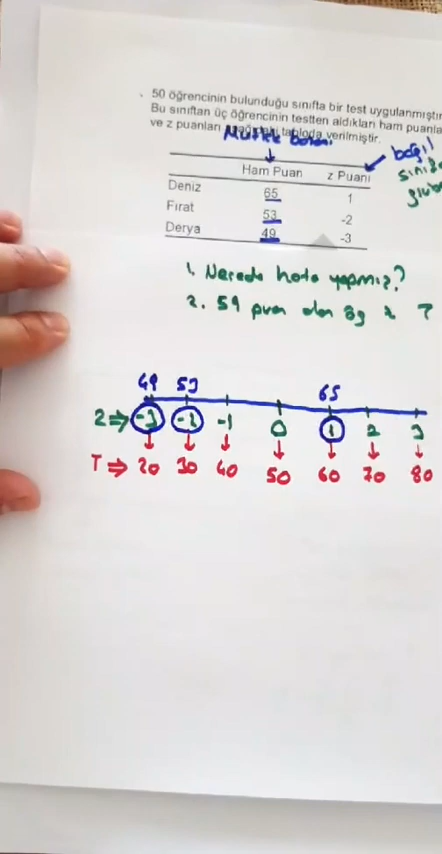 50 öğrencinin bulunduğu sınıfta bir test uygulanmıştır
Bu sınıftan üç öğrencinin testten aldıkları ham puanla
ve z puanları tabloda verilmiştir.
bağıl
Ham Puan z Puanı
Deniz 65 1
Fırat 53 -2
Derya 49 -3
1. Nerede hata yapmış?
2. 59 puan alan öğ z ?
49 53 65
Z ⇒ -3 -2 -1 0 1 2 3
T ⇒ 20 30 40 50 60 70 80